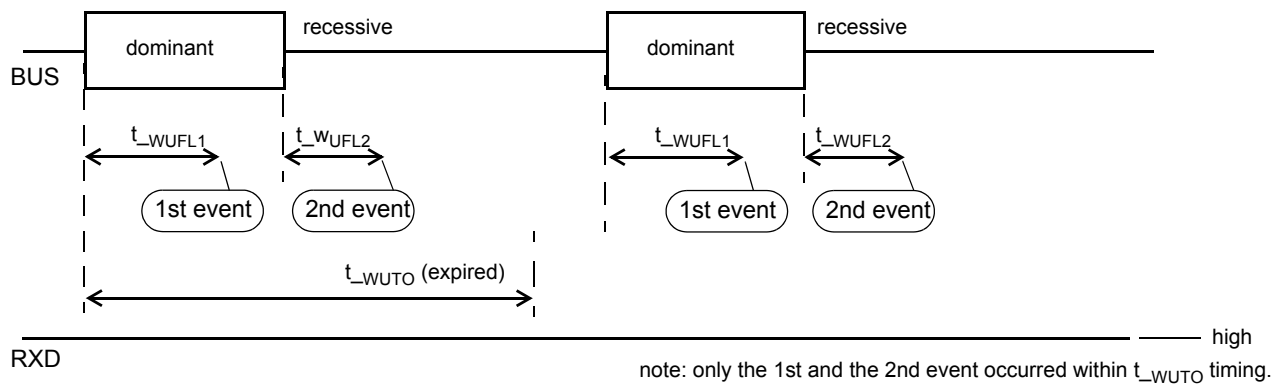 recessive
recessive
dominant
dominant
BUS
t_WUFL1
t_wUFL2
t_WUFL1
t_WUFL2
1st event
2nd event
1st event
2nd event
t_WUTO (expired)
high
RXD
note: only the 1st and the 2nd event occurred within t_WUTO timing.